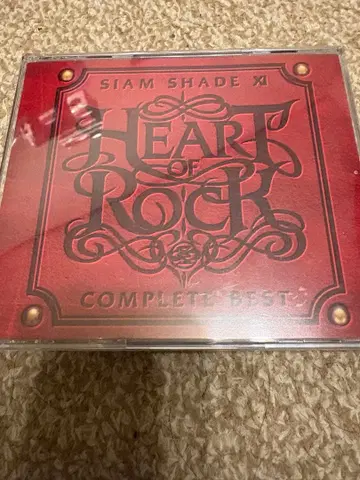 SIAM SHADE XI
HEART
OF
ROCK
COMPLETE BEST